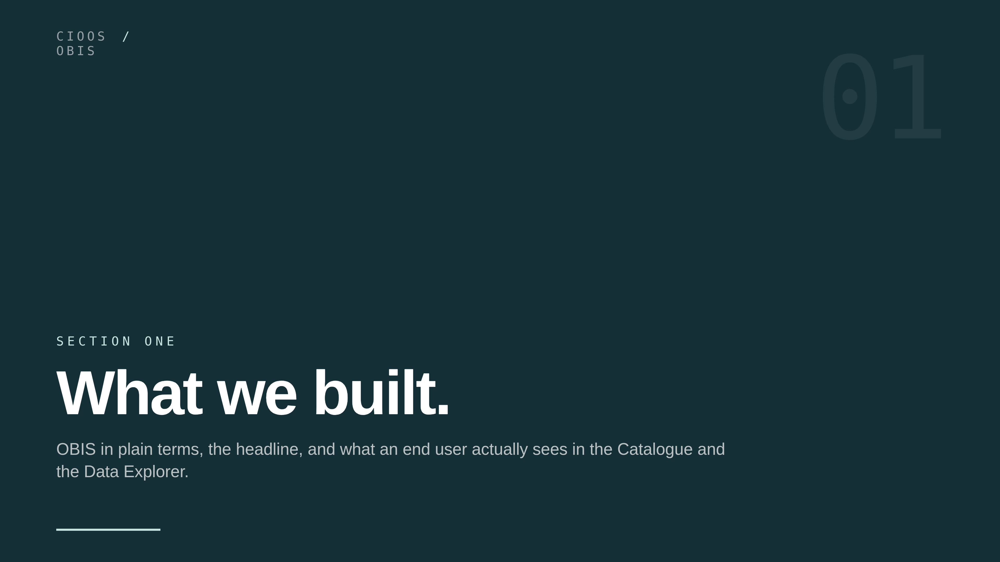 CIOOS /
OBIS
01
SECTION ONE
What we built.
OBIS in plain terms, the headline, and what an end user actually sees in the Catalogue and
the Data Explorer.